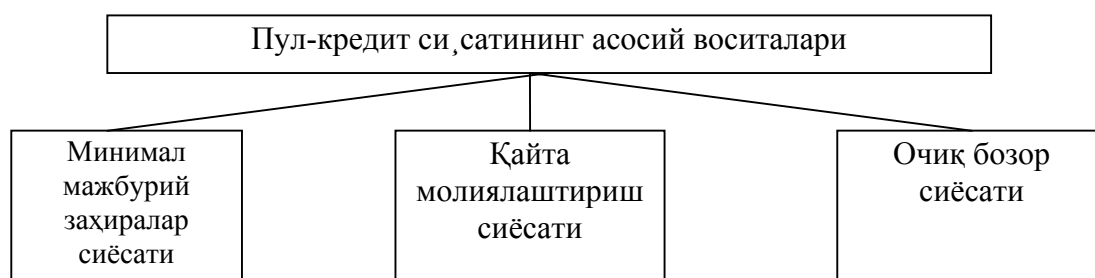 Пул-кредит си¸сатининг асосий воситалари
Минимал
мажбурий
заҳиралар
сиёсати
Қайта
молиялаштириш
сиёсати
Очиқ бозор
сиёсати